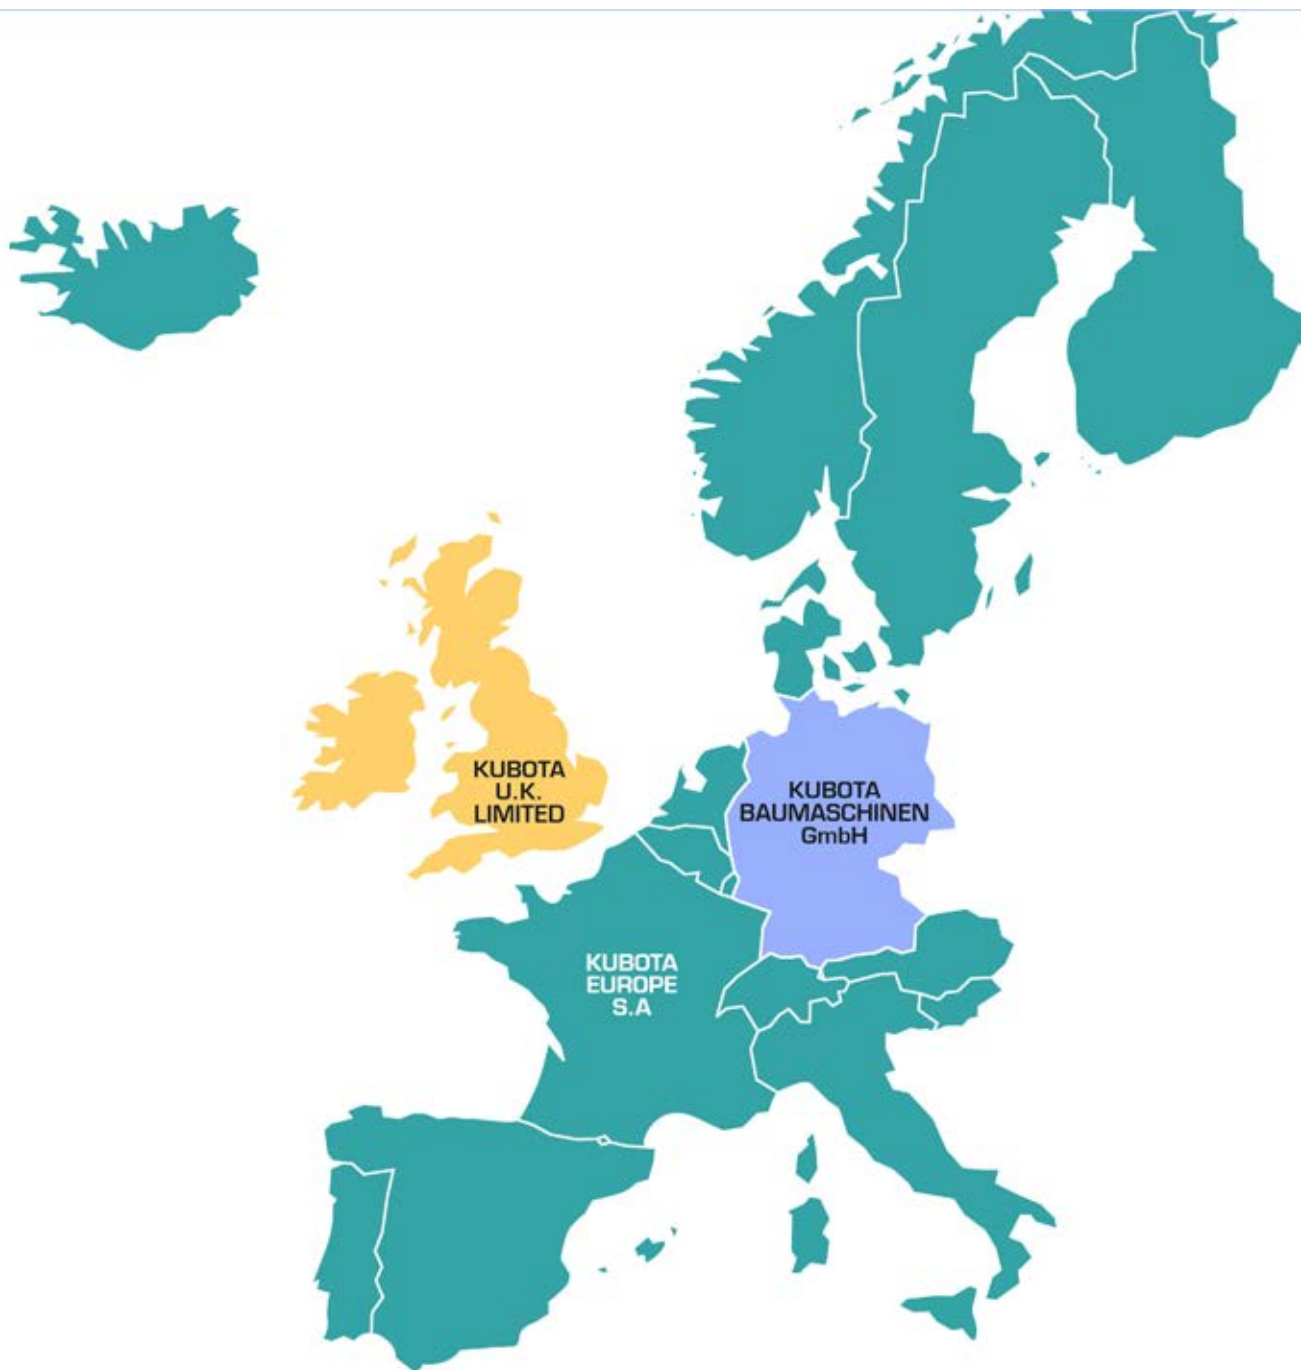 KUBOTA
U.K.
LIMITED
KUBOTA
BAUMASCHINEN
GmbH
KUBOTA
EUROPE
S.A